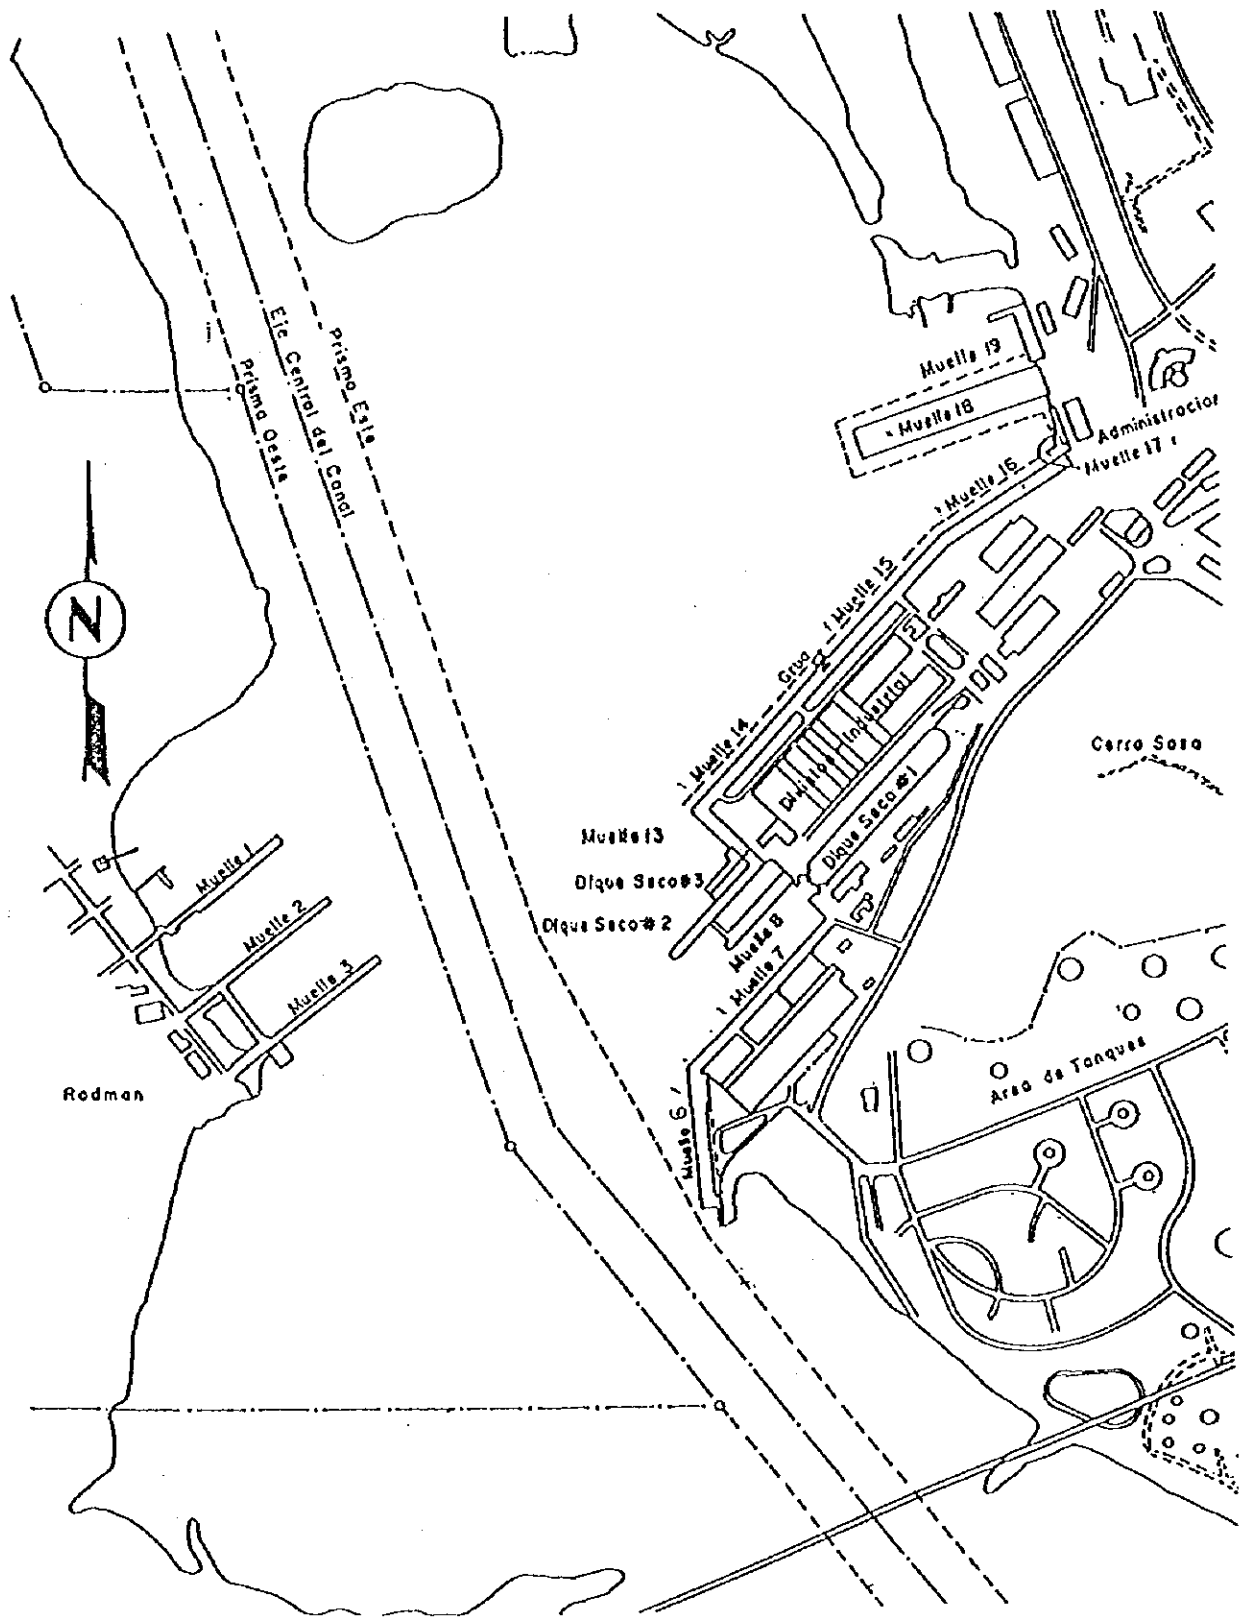 Prisma Este
Eje Central del Canal
Prisma Oeste
Muelle 19
Muelle 18
Administracion
Muelle 17
Muelle 16
Muelle 15
Grua
Muelle 14
Industrial
Dique Seco #1
Cerro Sosa
N
Muelle 13
Dique Seco #3
Dique Seco # 2
Muelle 8
Muelle 7
Muelle 1
Muelle 2
Muelle 3
Rodman
Muelle 6
Area de Tanques